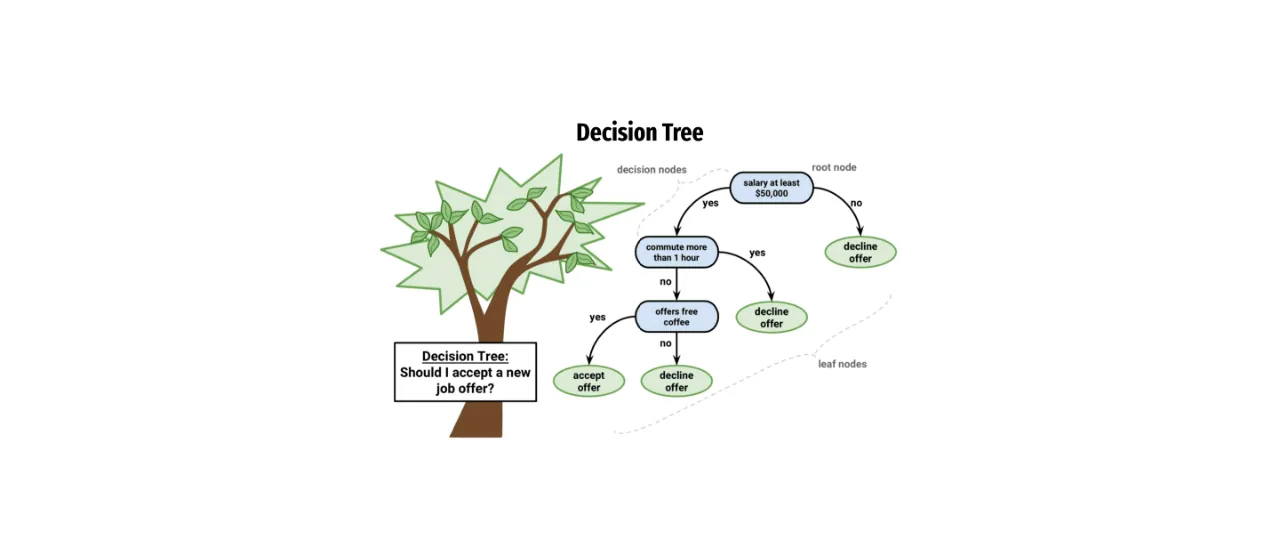 Decision Tree
decision nodes
root node
salary at least
$50,000
yes
no
commute more
than 1 hour
yes
decline
offer
no
offers free
coffee
decline
offer
yes
no
leaf nodes
Decision Tree:
Should I accept a new
job offer?
accept
offer
decline
offer